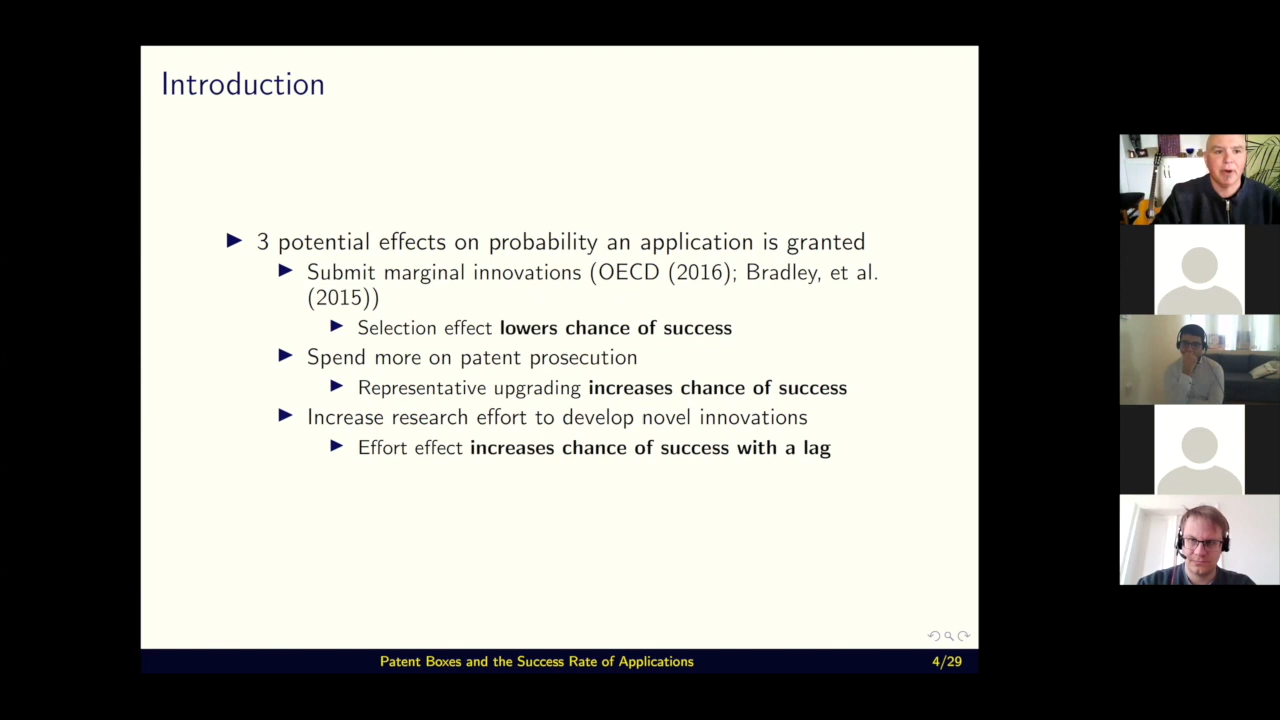 Introduction
3 potential effects on probability an application is granted
Submit marginal innovations (OECD (2016); Bradley, et al.
(2015))
Selection effect lowers chance of success
Spend more on patent prosecution
Representative upgrading increases chance of success
Increase research effort to develop novel innovations
Effort effect increases chance of success with a lag
Patent Boxes and the Success Rate of Applications
4/29